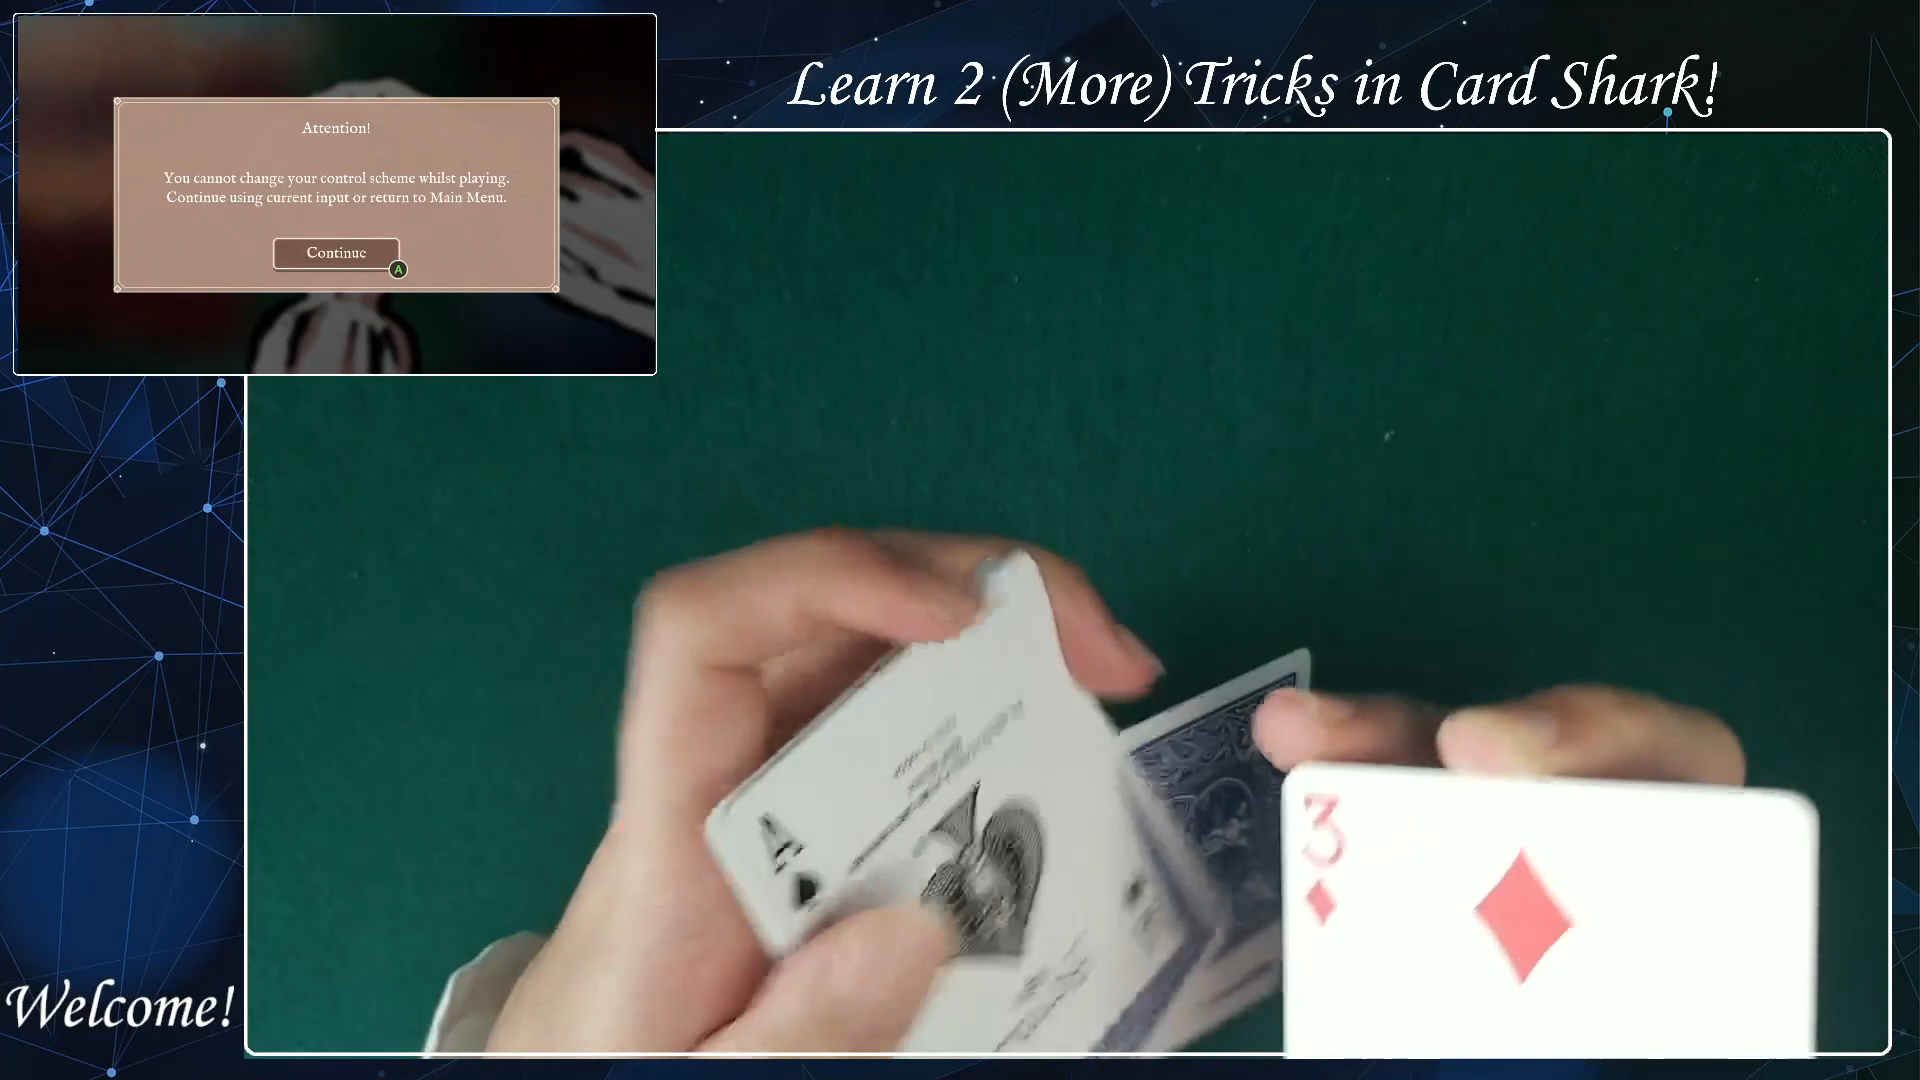 Learn 2 (More) Tricks in Card Shark!
Attention!
You cannot change your control scheme whilst playing.
Continue using current input or return to Main Menu.
Continue
A
A
3
Welcome!